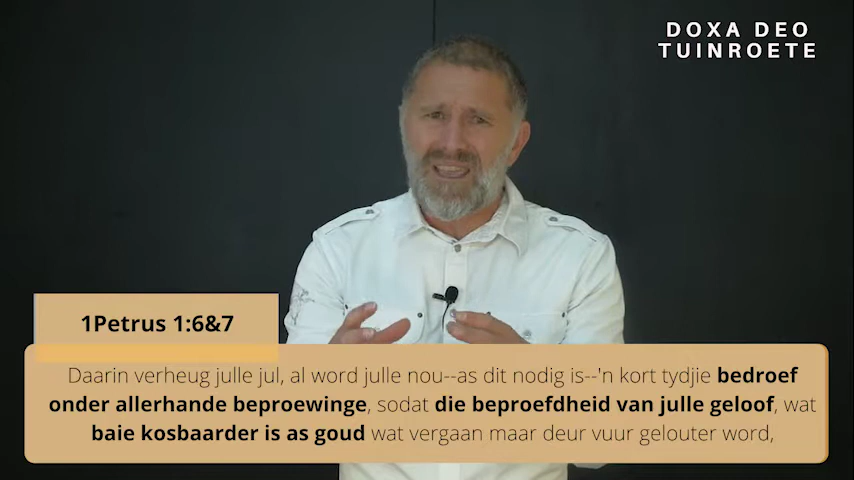 DOXA DEO
TUINROETE
1Petrus 1:6&7
Daarin verheug julle jul, al word julle nou--as dit nodig is--'n kort tydjie bedroef
onder allerhande beproewinge, sodat die beproefdheid van julle geloof, wat
baie kosbaarder is as goud wat vergaan maar deur vuur gelouter word,